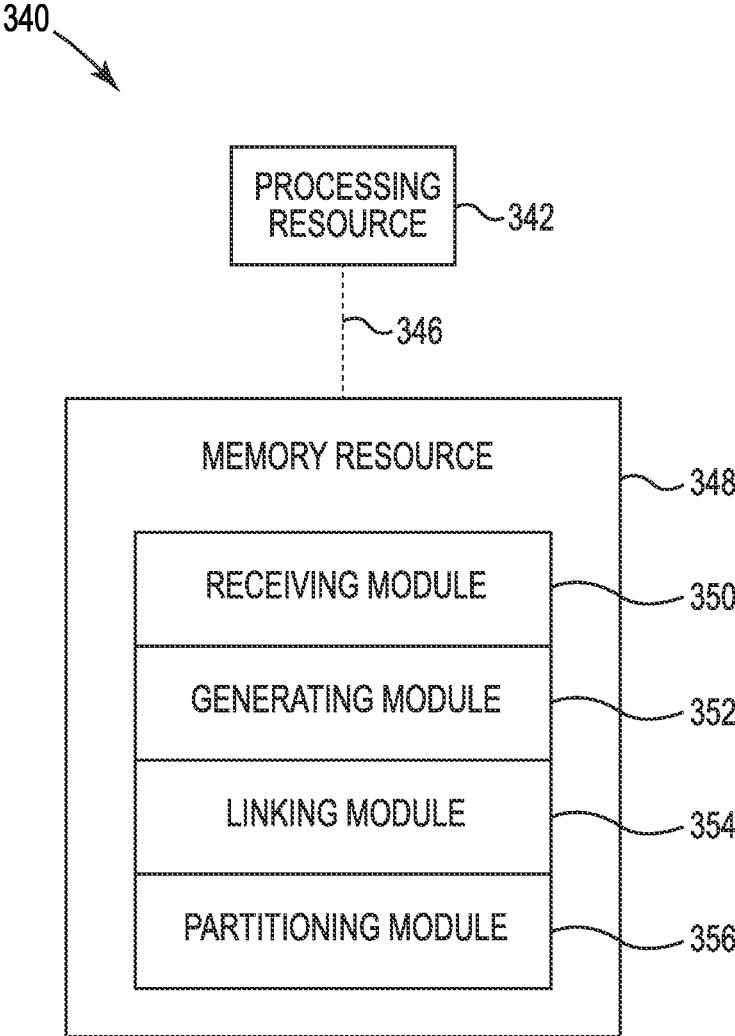 340
PROCESSING
RESOURCE
342
346
MEMORY RESOURCE
348
RECEIVING MODULE
350
GENERATING MODULE
352
LINKING MODULE
354
PARTITIONING MODULE
356